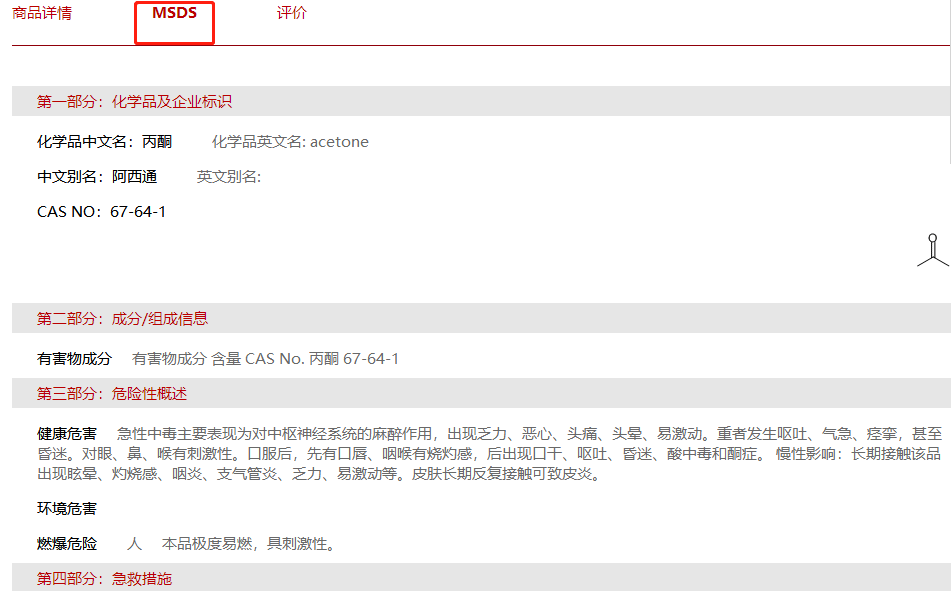 商品详情 MSDS 评价
第一部分：化学品及企业标识
化学品中文名：丙酮 化学品英文名: acetone
中文别名：阿西通 英文别名:
CAS NO：67-64-1
O
第二部分：成分/组成信息
有害物成分 有害物成分 含量 CAS No. 丙酮 67-64-1
第三部分：危险性概述
健康危害 急性中毒主要表现为对中枢神经系统的麻醉作用，出现乏力、恶心、头痛、头晕、易激动。重者发生呕吐、气急、痉挛，甚至
昏迷。对眼、鼻、喉有刺激性。口服后，先有口唇、咽喉有烧灼感，后出现口干、呕吐、昏迷、酸中毒和酮症。 慢性影响：长期接触该品
出现眩晕、灼烧感、咽炎、支气管炎、乏力、易激动等。皮肤长期反复接触可致皮炎。
环境危害
燃爆危险 人 本品极度易燃，具刺激性。
第四部分：急救措施